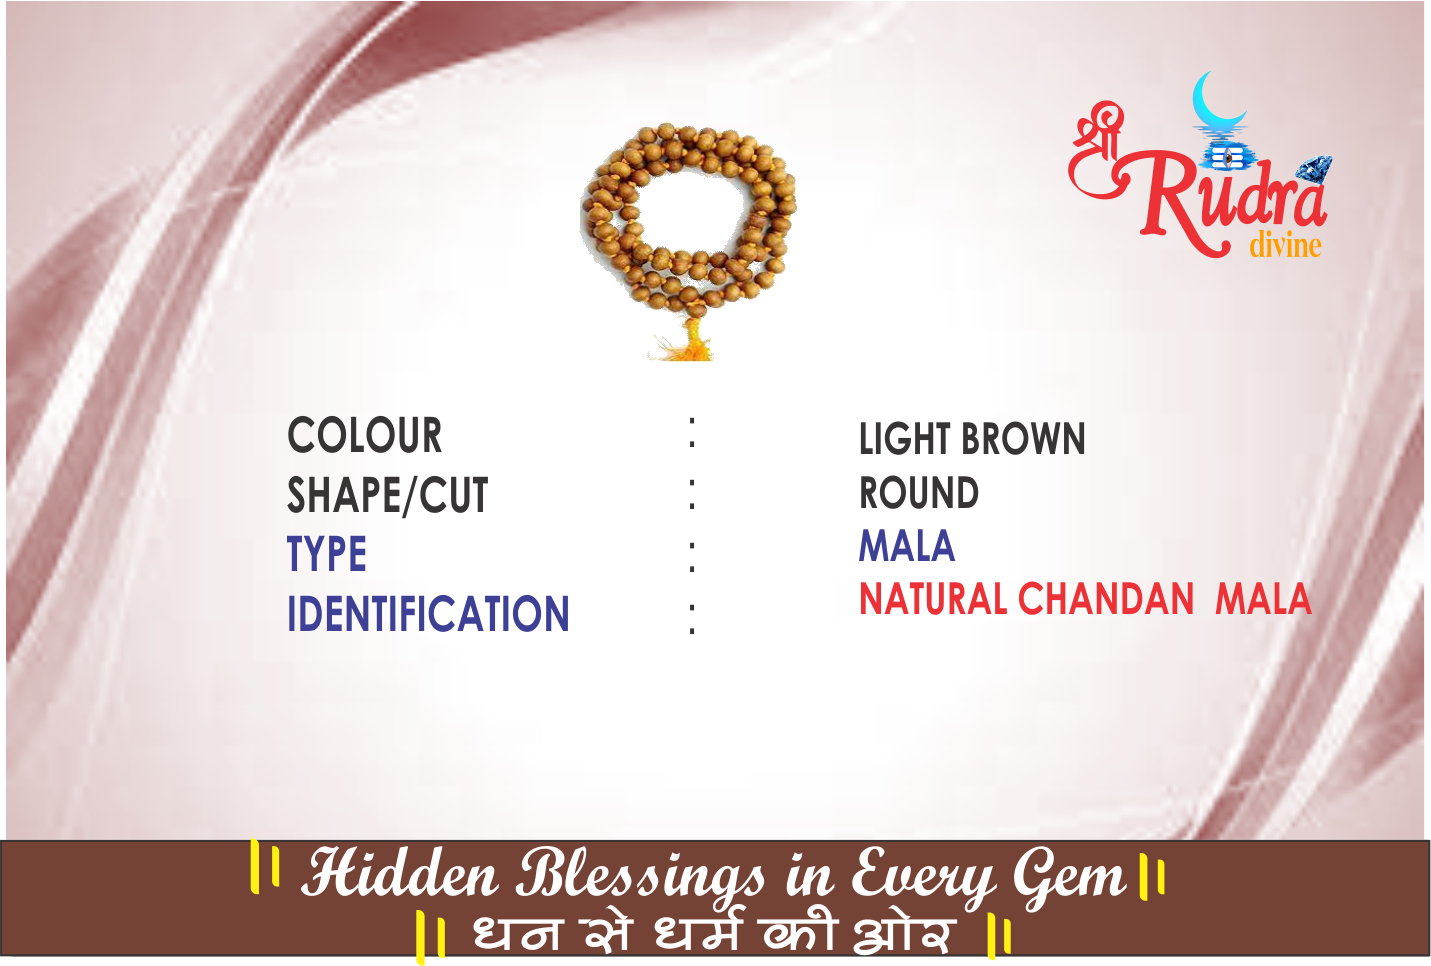 श्री
Rudra
divine
COLOUR : LIGHT BROWN
SHAPE/CUT : ROUND
TYPE : MALA
IDENTIFICATION : NATURAL CHANDAN MALA
|| Hidden Blessings in Every Gem ||
|| धन से धर्म की ओर ||